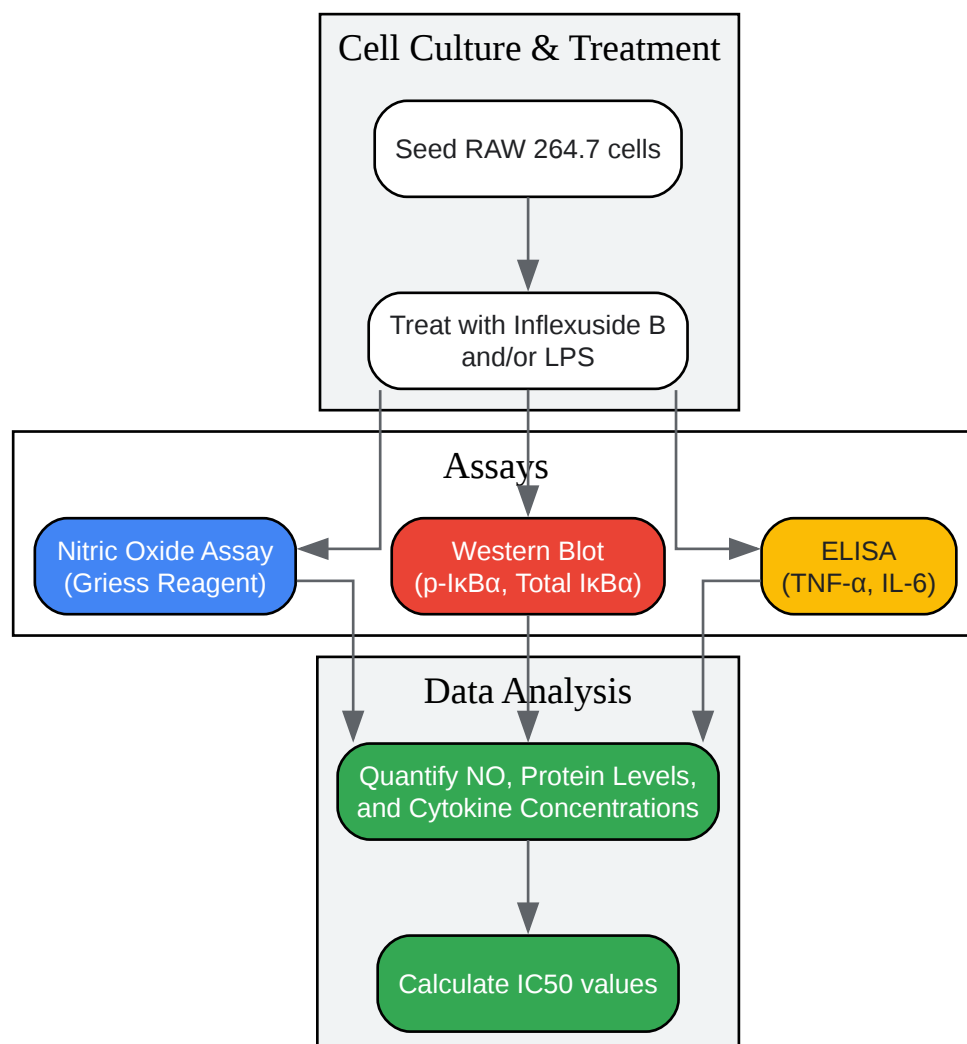 Cell Culture & Treatment
Seed RAW 264.7 cells
Treat with Inflexuside B
and/or LPS
Assays
Nitric Oxide Assay
(Griess Reagent)
Western Blot
(p-IκBα, Total IκBα)
ELISA
(TNF-α, IL-6)
Data Analysis
Quantify NO, Protein Levels,
and Cytokine Concentrations
Calculate IC50 values